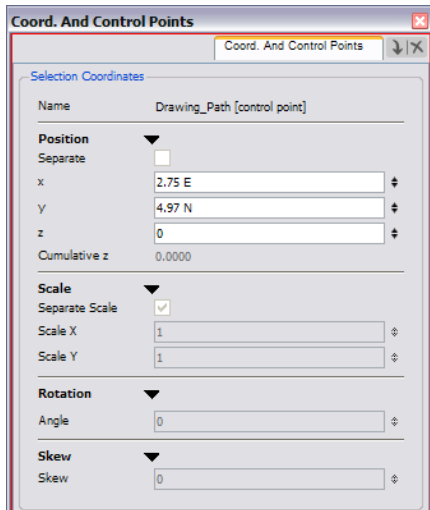 Coord. And Control Points
Coord. And Control Points
Selection Coordinates
Name Drawing_Path [control point]
Position
Separate
x 2.75 E
y 4.97 N
z 0
Cumulative z 0.0000
Scale
Separate Scale
Scale X 1
Scale Y 1
Rotation
Angle 0
Skew
Skew 0